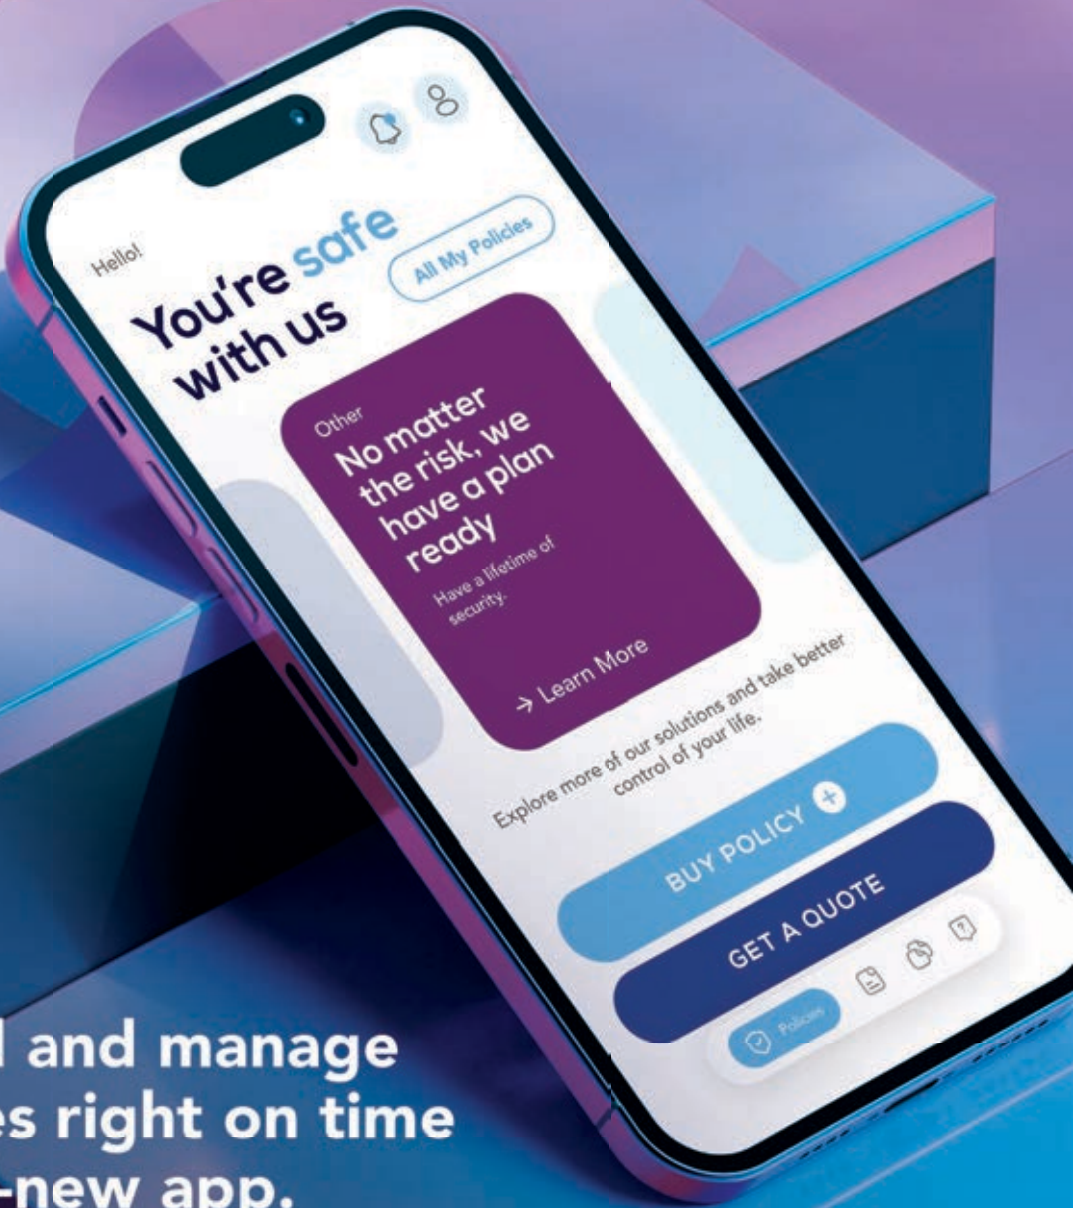 Hello!
You're safe
with us
All My Policies
Other
No matter
the risk, we
have a plan
ready
Have a lifetime of
security.
→ Learn More
Explore more of our solutions and take better
control of your life.
BUY POLICY
GET A QUOTE
Policies
and manage
right on time
-new app.